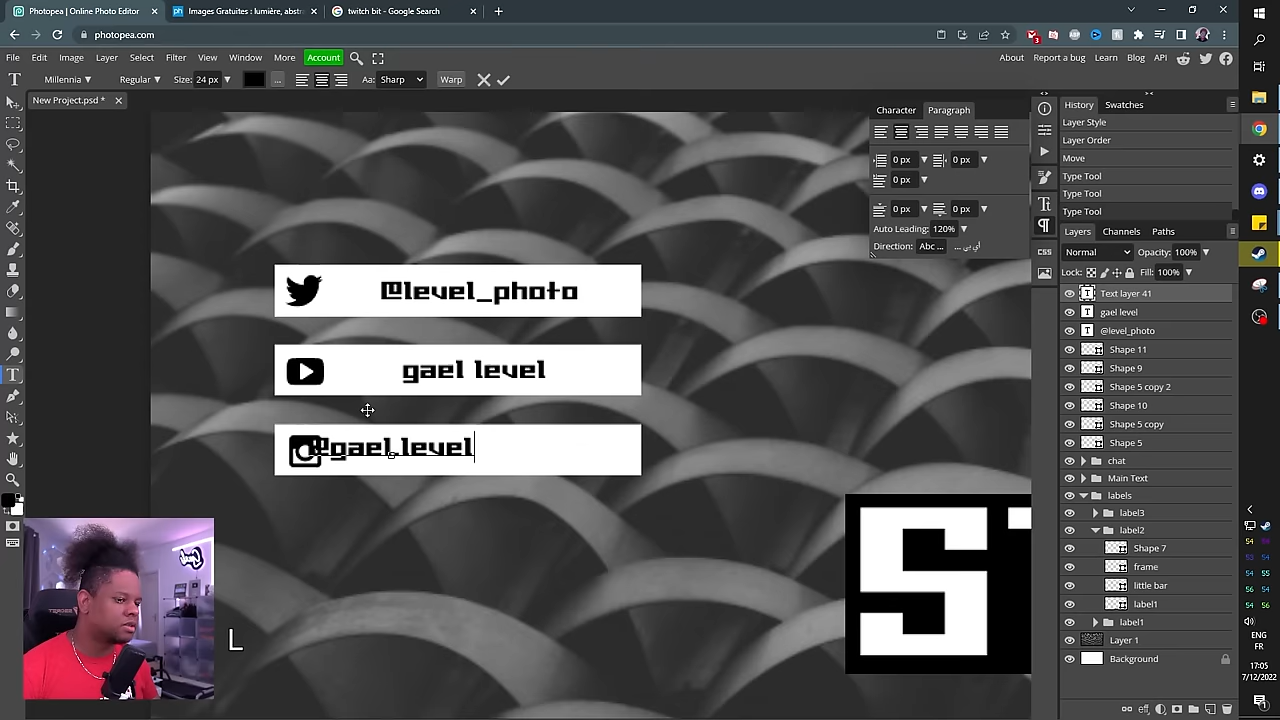 Photopea | Online Photo Editor
Images Gratuites : lumière, abstr
twitch bit - Google Search
photopea.com
File Edit Image Layer Select Filter View Window More Account
About Report a bug Learn Blog API
Millennia Regular Size: 24 px ... Aa: Sharp Warp
New Project.psd *
Character Paragraph
0 px 0 px
0 px
0 px 0 px
Auto Leading: 120%
Direction: Abc ... ... اي بي
History Swatches
Level Style
Layer Order
Move
Type Tool
Type Tool
Type Tool
Layers Channels Paths
Normal Opacity: 100%
Lock: Fill: 100%
Text layer 41
gael level
@level_photo
Shape 11
Shape 9
Shape 5 copy 2
Shape 10
Shape 5 copy
Shape 5
chat
Main Text
labels
label3
label2
Shape 7
frame
little bar
label1
label1
Layer 1
Background
CSS
@level_photo
gael level
@gael.level
S
L
ENG
FR
17:05
7/12/2022